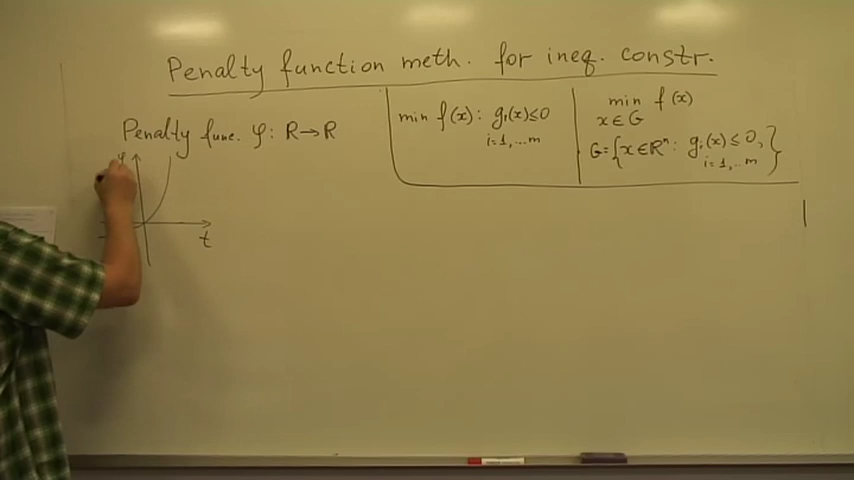 Penalty function meth. for ineq. constr.
Penalty func. φ: R→R
φ
t
min f(x): gᵢ(x)≤0
i=1,...m
min f(x)
x∈G
G={x∈Rⁿ: gᵢ(x)≤0,
i=1,..m}